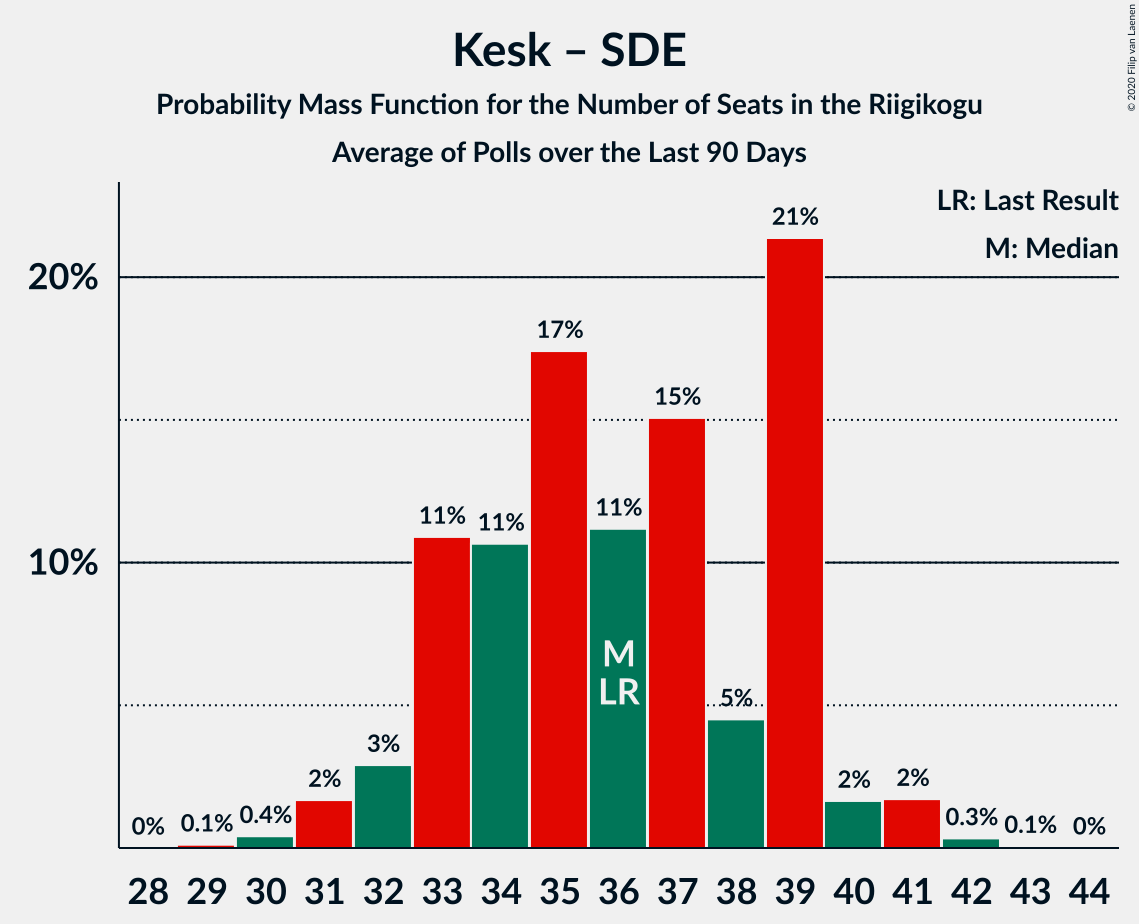 Kesk – SDE
Probability Mass Function for the Number of Seats in the Riigikogu
Average of Polls over the Last 90 Days
© 2020 Filip van Laenen
LR: Last Result
M: Median
20%
10%
0%
0.1%
0.4%
2%
3%
11%
11%
17%
11%
15%
5%
21%
2%
2%
0.3%
0.1%
0%
M
LR
28 29 30 31 32 33 34 35 36 37 38 39 40 41 42 43 44